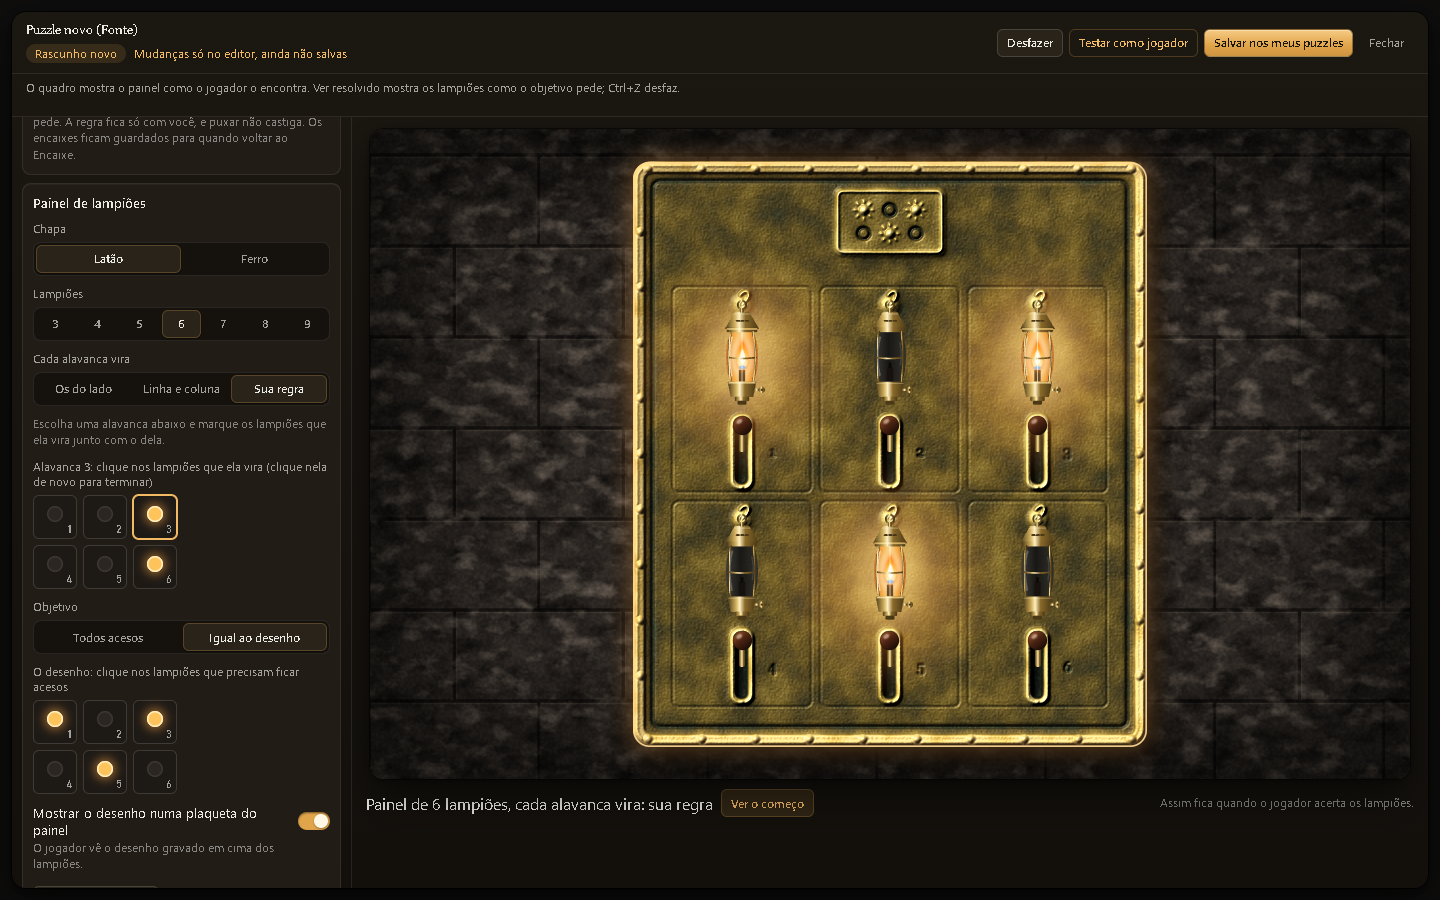 Puzzle novo (Fonte)
Rascunho novo
Mudanças só no editor, ainda não salvas
Desfazer
Testar como jogador
Salvar nos meus puzzles
Fechar
O quadro mostra o painel como o jogador o encontra. Ver resolvido mostra os lampiões como o objetivo pede; Ctrl+Z desfaz.
pede. A regra fica só com você, e puxar não castiga. Os
encaixes ficam guardados para quando voltar ao
Encaixe.
Painel de lampiões
Chapa
Latão
Ferro
Lampiões
3 4 5 6 7 8 9
Cada alavanca vira
Os do lado
Linha e coluna
Sua regra
Escolha uma alavanca abaixo e marque os lampiões que
ela vira junto com o dela.
Alavanca 3: clique nos lampiões que ela vira (clique nela
de novo para terminar)
1 2 3
4 5 6
Objetivo
Todos acesos
Igual ao desenho
O desenho: clique nos lampiões que precisam ficar
acesos
1 2 3
4 5 6
Mostrar o desenho numa plaqueta do
painel
O jogador vê o desenho gravado em cima dos
lampiões.
1 2 3
4 5 6
Painel de 6 lampiões, cada alavanca vira: sua regra
Ver o começo
Assim fica quando o jogador acerta os lampiões.